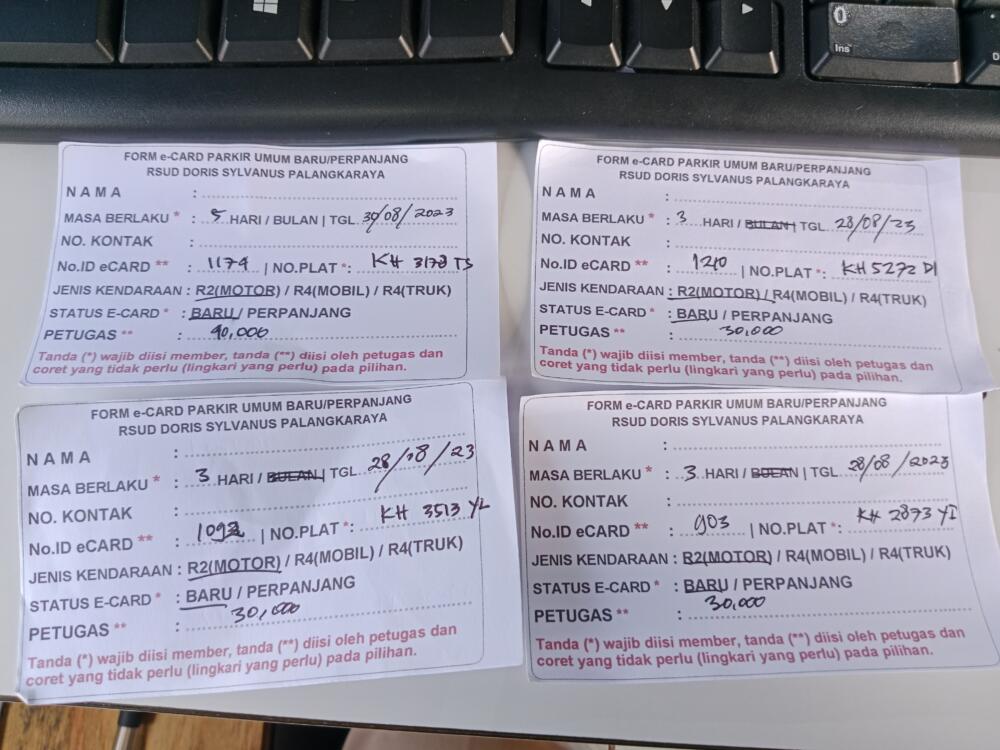 Ins
FORM e-CARD PARKIR UMUM BARU/PERPANJANG
RSUD DORIS SYLVANUS PALANGKARAYA
N A M A :
MASA BERLAKU * : 5 HARI / BULAN | TGL 30/08/2023
NO. KONTAK :
No.ID eCARD ** : 1174 | NO.PLAT *: KH 3178 TS
JENIS KENDARAAN : R2(MOTOR) / R4(MOBIL) / R4(TRUK)
STATUS E-CARD * : BARU / PERPANJANG
PETUGAS ** : 90,000
Tanda (*) wajib diisi member, tanda (**) diisi oleh petugas dan
coret yang tidak perlu (lingkari yang perlu) pada pilihan.
FORM e-CARD PARKIR UMUM BARU/PERPANJANG
RSUD DORIS SYLVANUS PALANGKARAYA
N A M A :
MASA BERLAKU * : 3 HARI / BULAN | TGL 28/08/23
NO. KONTAK :
No.ID eCARD ** : 1210 | NO.PLAT *: KH 5272
JENIS KENDARAAN : R2(MOTOR) / R4(MOBIL) / R4(TRUK)
STATUS E-CARD * : BARU / PERPANJANG
PETUGAS ** : 30,000
Tanda (*) wajib diisi member, tanda (**) diisi oleh petugas dan
coret yang tidak perlu (lingkari yang perlu) pada pilihan.
FORM e-CARD PARKIR UMUM BARU/PERPANJANG
RSUD DORIS SYLVANUS PALANGKARAYA
N A M A :
MASA BERLAKU * : 3 HARI / BULAN | TGL 28/08/23
NO. KONTAK :
No.ID eCARD ** : | NO.PLAT *: KH 3513 YL
JENIS KENDARAAN : R2(MOTOR) / R4(MOBIL) / R4(TRUK)
STATUS E-CARD * : BARU / PERPANJANG
PETUGAS ** : 30,000
Tanda (*) wajib diisi member, tanda (**) diisi oleh petugas dan
coret yang tidak perlu (lingkari yang perlu) pada pilihan.
FORM e-CARD PARKIR UMUM BARU/PERPANJANG
RSUD DORIS SYLVANUS PALANGKARAYA
N A M A :
MASA BERLAKU * : 3 HARI / BULAN | TGL 28/08/2023
NO. KONTAK :
No.ID eCARD ** : 903 | NO.PLAT *: KH 2873 YI
JENIS KENDARAAN : R2(MOTOR) / R4(MOBIL) / R4(TRUK)
STATUS E-CARD * : BARU / PERPANJANG
PETUGAS ** : 30,000
Tanda (*) wajib diisi member, tanda (**) diisi oleh petugas dan
coret yang tidak perlu (lingkari yang perlu) pada pilihan.